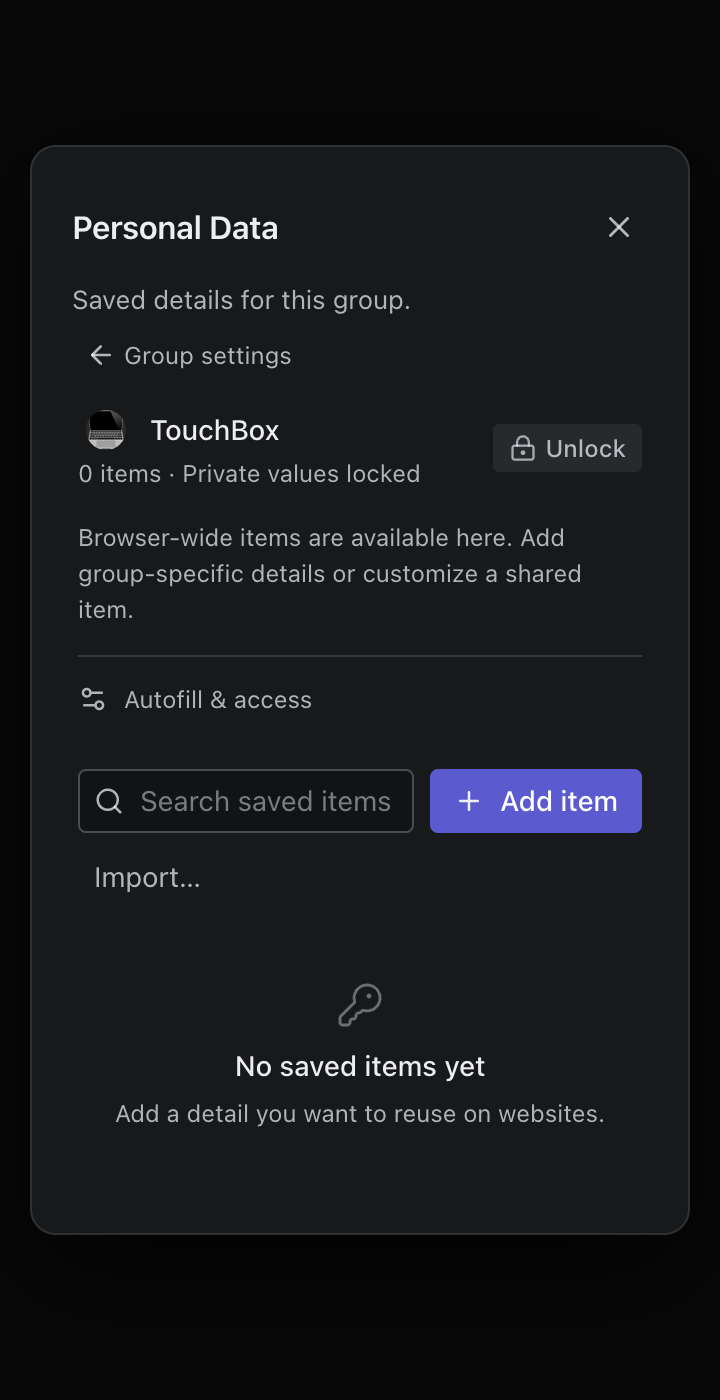 Personal Data
Saved details for this group.
Group settings
TouchBox
0 items · Private values locked
Unlock
Browser-wide items are available here. Add
group-specific details or customize a shared
item.
Autofill & access
Search saved items
Add item
Import...
No saved items yet
Add a detail you want to reuse on websites.